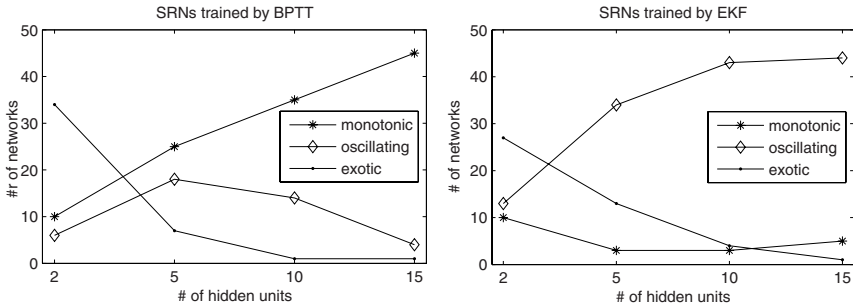 SRNs trained by BPTT
50
40
30
20
10
0
2
5
10
15
#r of networks
# of hidden units
monotonic
oscillating
exotic
SRNs trained by EKF
50
40
30
20
10
0
2
5
10
15
# of networks
# of hidden units
monotonic
oscillating
exotic